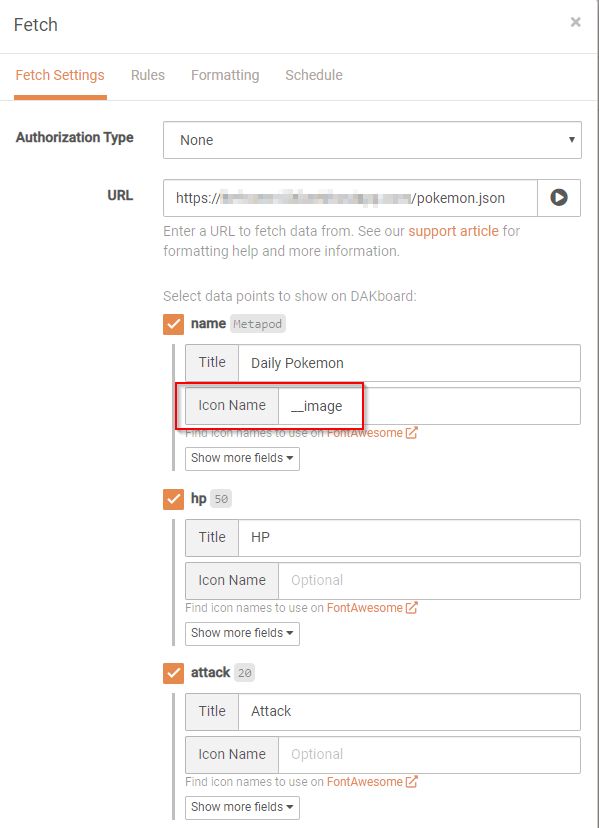 Fetch ×
Fetch Settings Rules Formatting Schedule
Authorization Type None
URL https:// /pokemon.json
Enter a URL to fetch data from. See our support article for
formatting help and more information.
Select data points to show on DAKboard:
name Metapod
Title Daily Pokemon
Icon Name __image
Find icon names to use on FontAwesome
Show more fields
hp 50
Title HP
Icon Name Optional
Find icon names to use on FontAwesome
Show more fields
attack 20
Title Attack
Icon Name Optional
Find icon names to use on FontAwesome
Show more fields